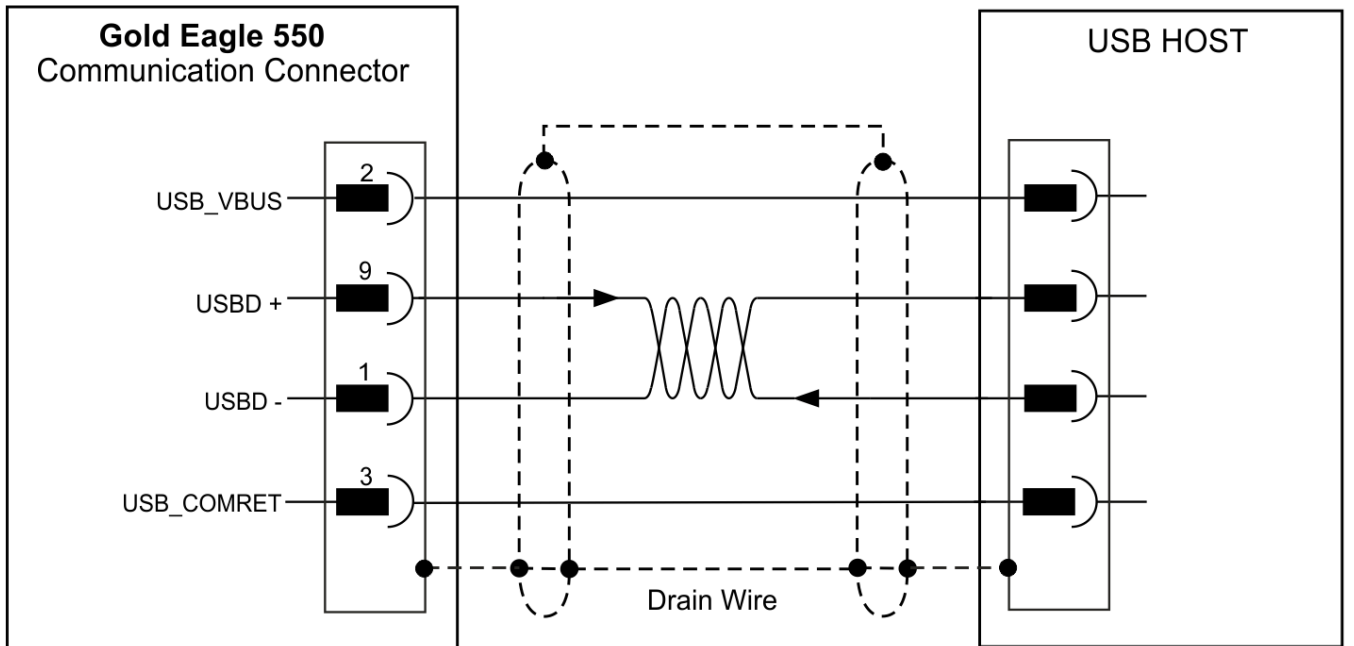 Gold Eagle 550
Communication Connector
USB HOST
2
USB_VBUS
9
USBD +
1
USBD -
3
USB_COMRET
Drain Wire